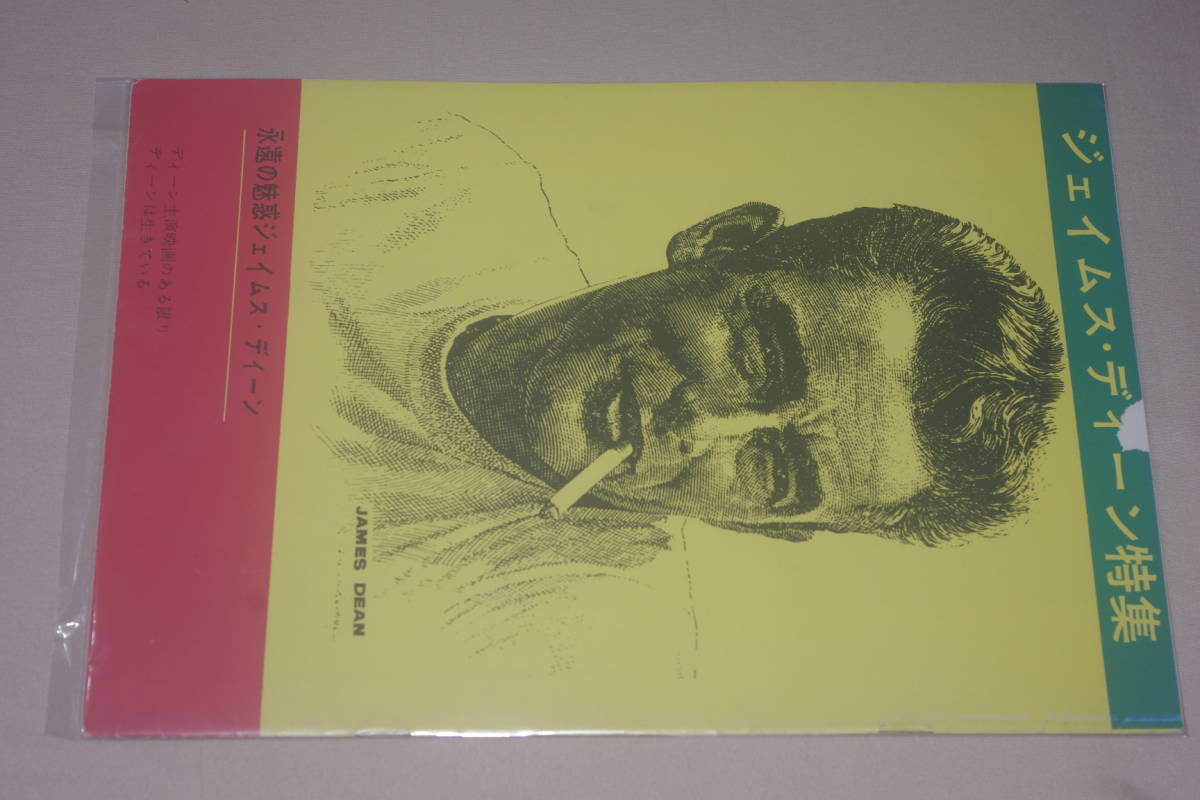 ジェイムス・ディーン特集
JAMES DEAN
永遠の魅惑ジェイムス・ディーン
ディーン主演映画のある限り
ディーンは生きている